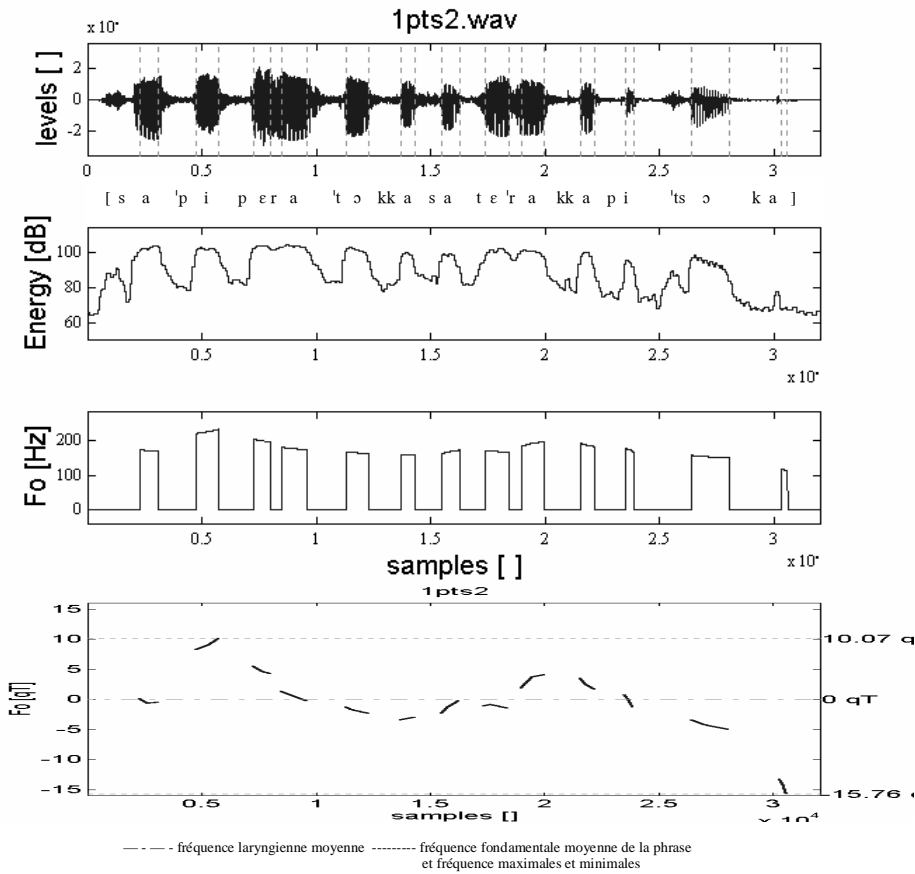 1pts2.wav
x 10⁴
levels [ ]
2
0
-2
0 0.5 1 1.5 2 2.5 3
[ s a 'p i p ɛ r a 't ɔ kk a s a t ɛ 'r a kk a p i 'ts ɔ k a ]
Energy [dB]
100
80
60
0.5 1 1.5 2 2.5 3
x 10⁴
Fo [Hz]
200
100
0
0.5 1 1.5 2 2.5 3
samples [ ] x 10⁴
1pts2
Fo [qT]
15
10 10.07 q
5
0 0 qT
-5
-10
-15 -15.76
0.5 1 1.5 2 2.5 3
samples [] × 10⁴
fréquence laryngienne moyenne fréquence fondamentale moyenne de la phrase
et fréquence maximales et minimales